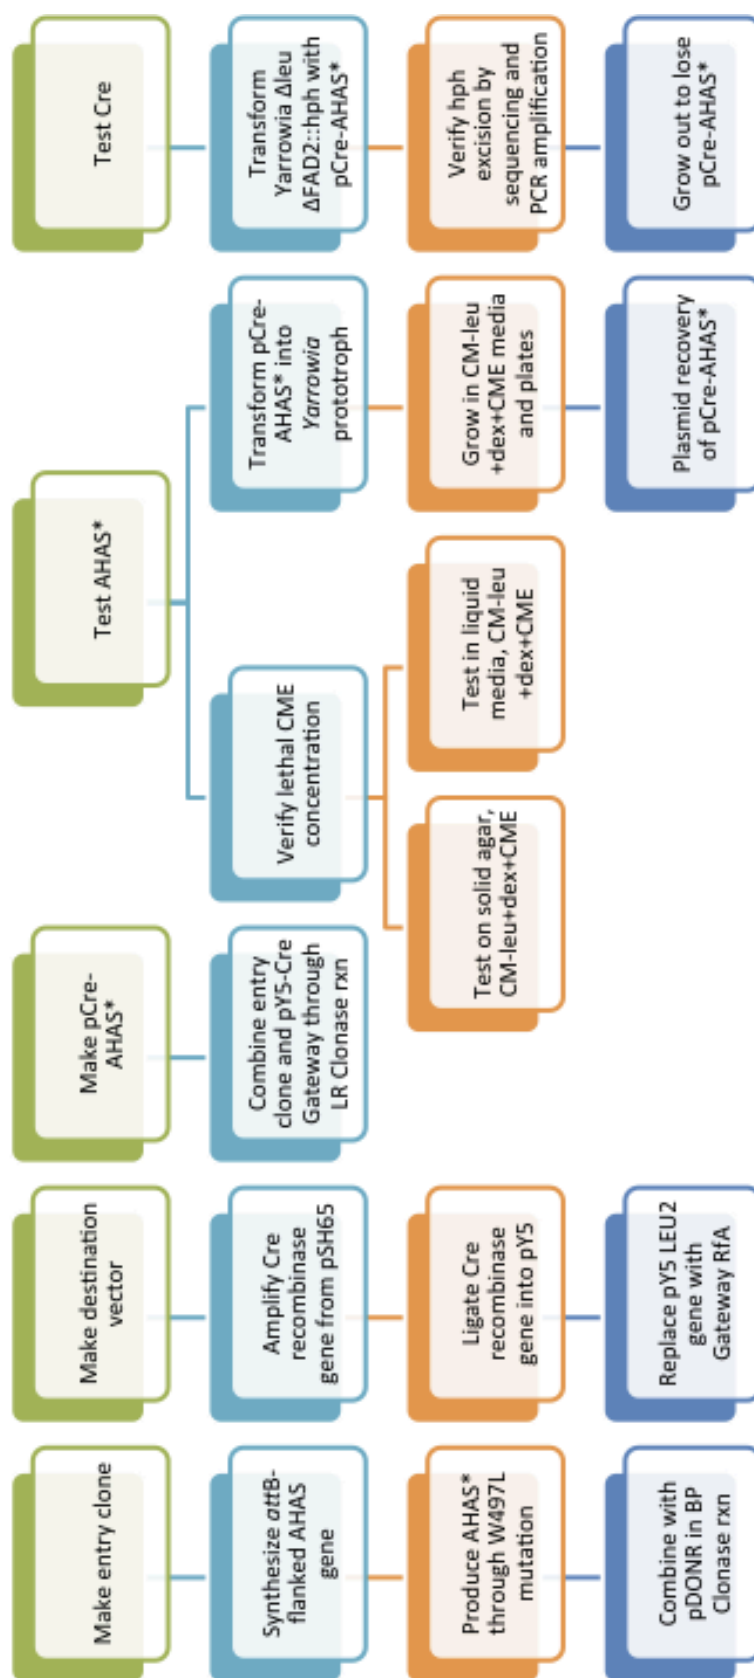 Make entry clone
Synthesize attB-
flanked AHAS
gene
Produce AHAS*
through W497L
mutation
Combine with
pDONR in BP
Clonase rxn
Make destination
vector
Amplify Cre
recombinase
gene from pSH65
Ligate Cre
recombinase
gene into pY5
Replace pY5 LEU2
gene with
Gateway RfA
Make pCre-
AHAS*
Combine entry
clone and pY5-Cre
Gateway through
LR Clonase rxn
Test AHAS*
Verify lethal CME
concentration
Test on solid agar,
CM-leu+dex+CME
Test in liquid
media, CM-leu
+dex+CME
Transform pCre-
AHAS* into
Yarrowia
prototroph
Grow in CM-leu
+dex+CME media
and plates
Plasmid recovery
of pCre-AHAS*
Test Cre
Transform
Yarrowia Δleu
ΔFAD2::hph with
pCre-AHAS*
Verify hph
excision by
sequencing and
PCR amplification
Grow out to lose
pCre-AHAS*